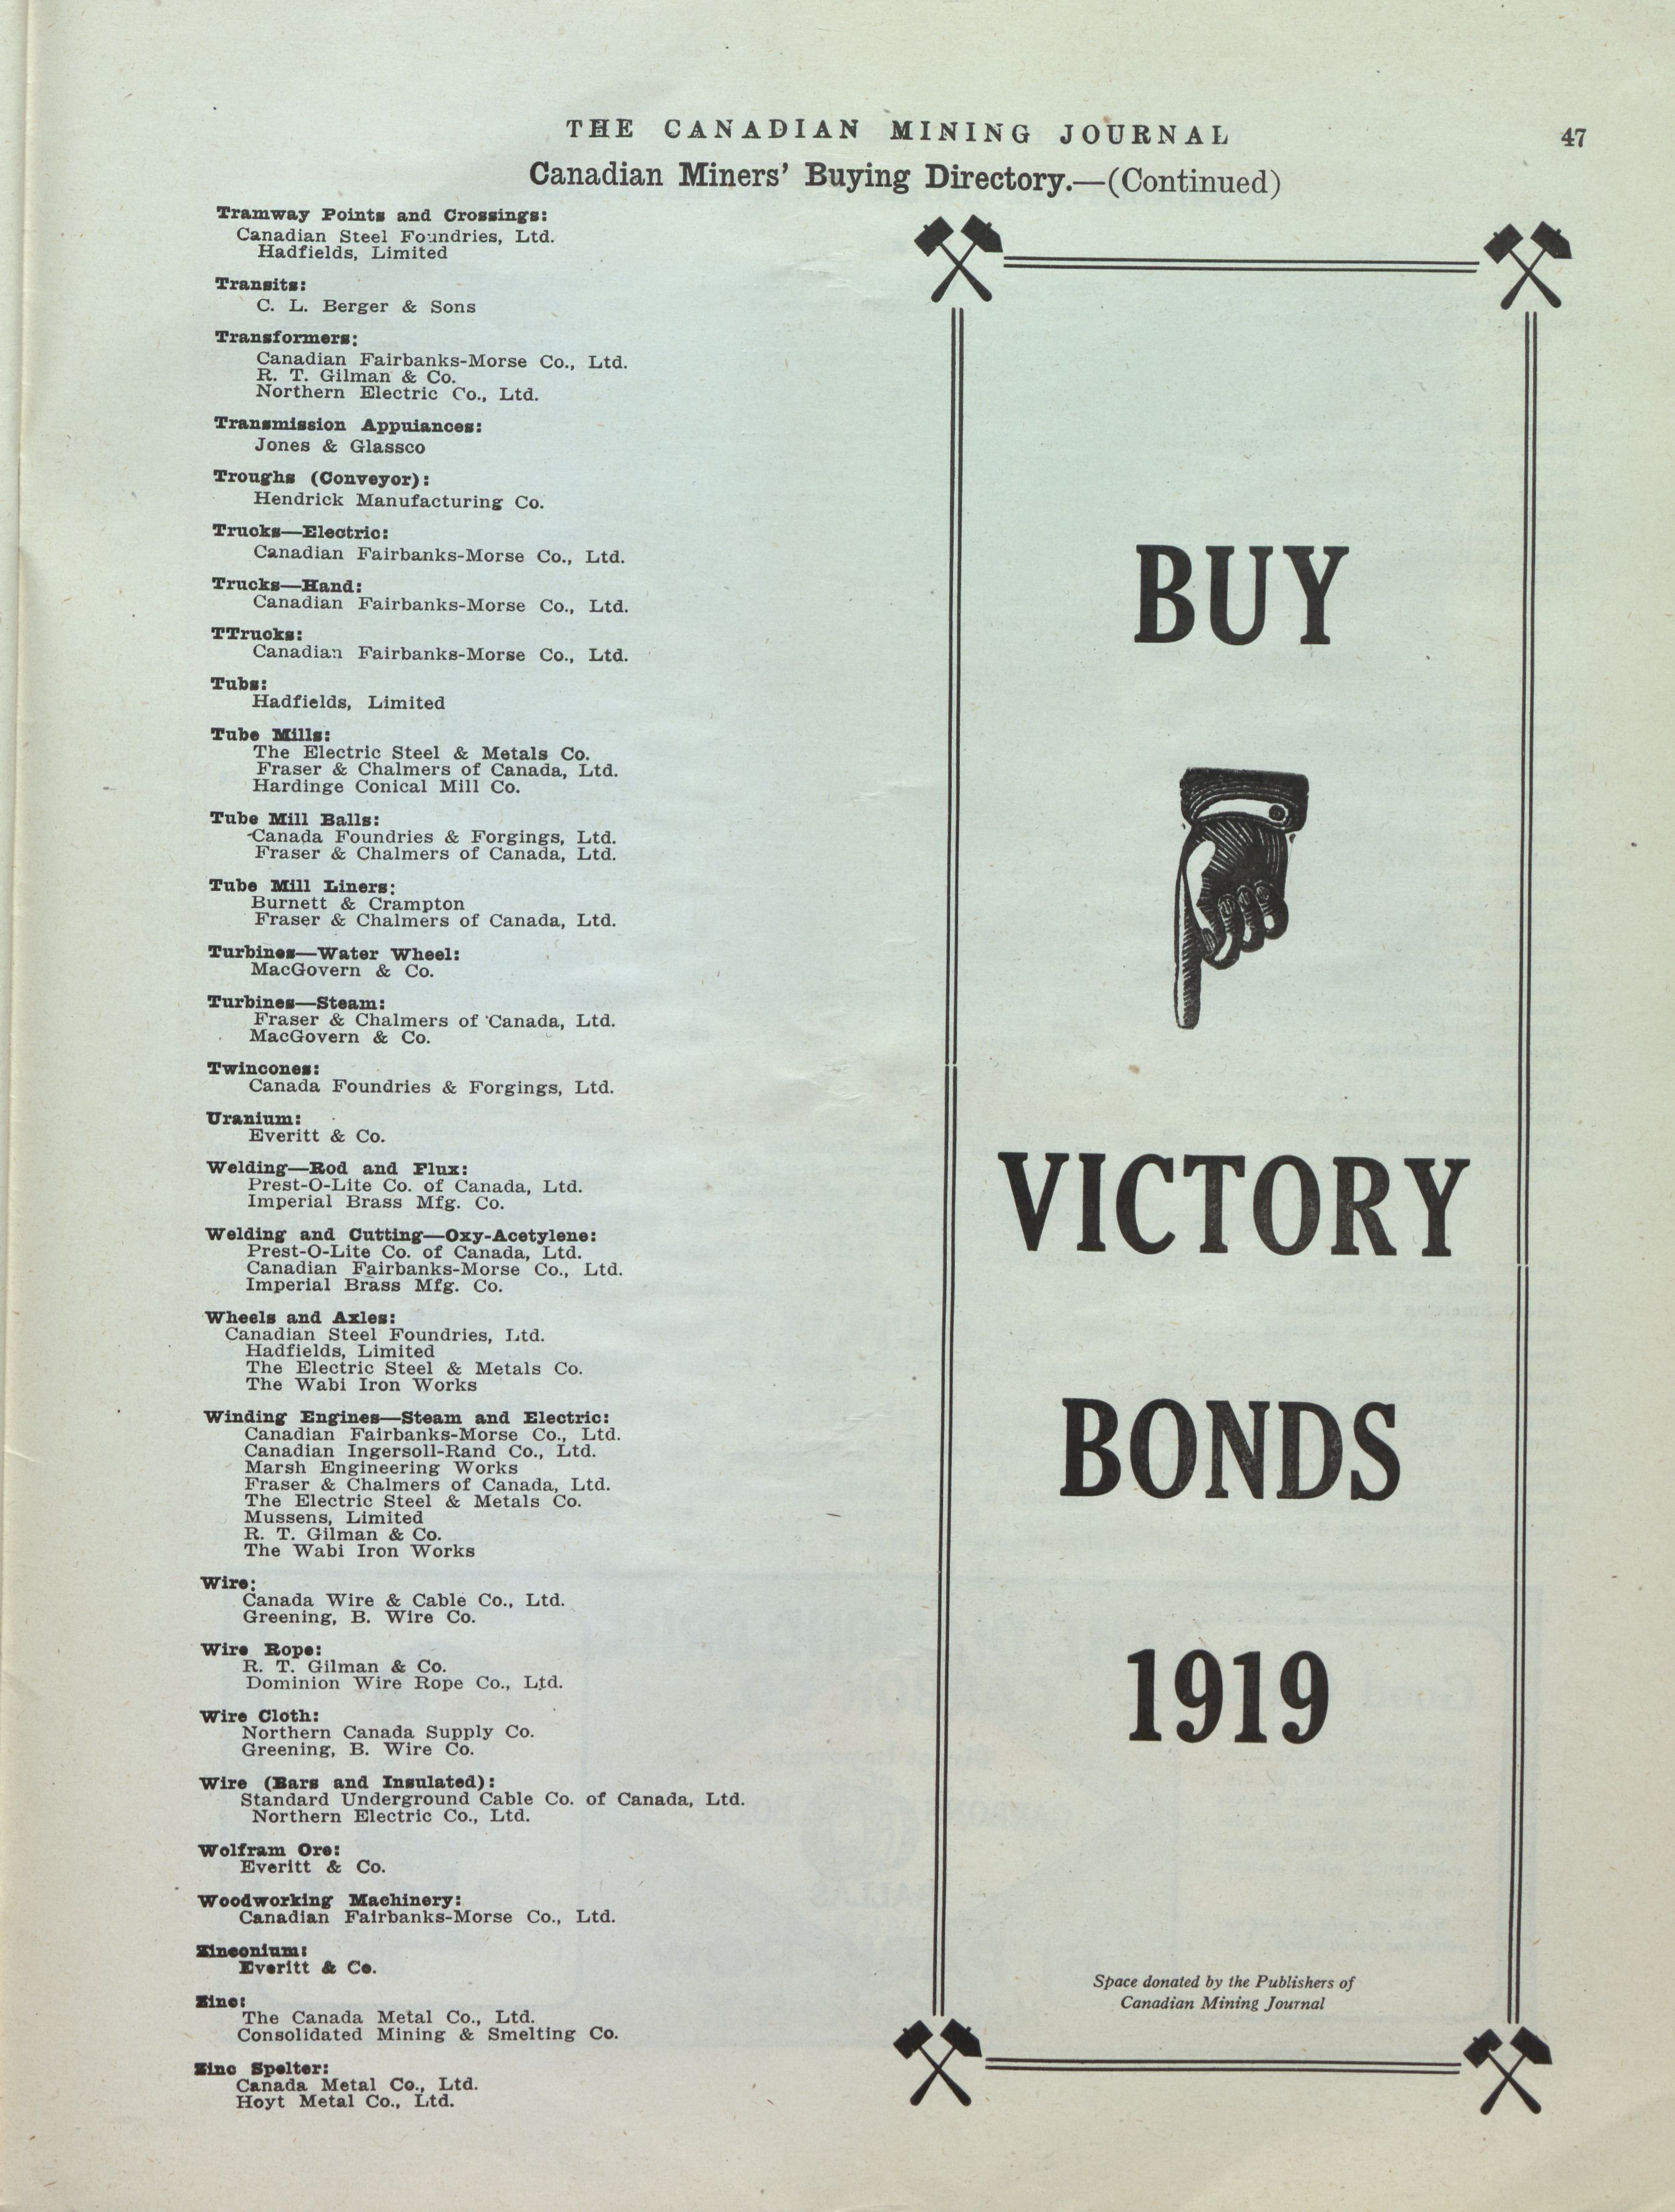 THE CANADIAN MINING JOURNAL
47
Canadian Miners' Buying Directory.—(Continued)
Tramway Points and Crossings:
Canadian Steel Foundries, Ltd.
Hadfields, Limited
Transits:
C. L. Berger & Sons
Transformers:
Canadian Fairbanks-Morse Co., Ltd.
R. T. Gilman & Co.
Northern Electric Co., Ltd.
Transmission Appuiances:
Jones & Glassco
Troughs (Conveyor):
Hendrick Manufacturing Co.
Trucks—Electric:
Canadian Fairbanks-Morse Co., Ltd.
Trucks—Hand:
Canadian Fairbanks-Morse Co., Ltd.
TTrucks:
Canadian Fairbanks-Morse Co., Ltd.
Tubs:
Hadfields, Limited
Tube Mills:
The Electric Steel & Metals Co.
Fraser & Chalmers of Canada, Ltd.
Hardinge Conical Mill Co.
Tube Mill Balls:
Canada Foundries & Forgings, Ltd.
Fraser & Chalmers of Canada, Ltd.
Tube Mill Liners:
Burnett & Crampton
Fraser & Chalmers of Canada, Ltd.
Turbines—Water Wheel:
MacGovern & Co.
Turbines—Steam:
Fraser & Chalmers of Canada, Ltd.
MacGovern & Co.
Twincones:
Canada Foundries & Forgings, Ltd.
Uranium:
Everitt & Co.
Welding—Rod and Flux:
Prest-O-Lite Co. of Canada, Ltd.
Imperial Brass Mfg. Co.
Welding and Cutting—Oxy-Acetylene:
Prest-O-Lite Co. of Canada, Ltd.
Canadian Fairbanks-Morse Co., Ltd.
Imperial Brass Mfg. Co.
Wheels and Axles:
Canadian Steel Foundries, Ltd.
Hadfields, Limited
The Electric Steel & Metals Co.
The Wabi Iron Works
Winding Engines—Steam and Electric:
Canadian Fairbanks-Morse Co., Ltd.
Canadian Ingersoll-Rand Co., Ltd.
Marsh Engineering Works
Fraser & Chalmers of Canada, Ltd.
The Electric Steel & Metals Co.
Mussens, Limited
R. T. Gilman & Co.
The Wabi Iron Works
Wire:
Canada Wire & Cable Co., Ltd.
Greening, B. Wire Co.
Wire Rope:
R. T. Gilman & Co.
Dominion Wire Rope Co., Ltd.
Wire Cloth:
Northern Canada Supply Co.
Greening, B. Wire Co.
Wire (Bars and Insulated):
Standard Underground Cable Co. of Canada, Ltd.
Northern Electric Co., Ltd.
Wolfram Ore:
Everitt & Co.
Woodworking Machinery:
Canadian Fairbanks-Morse Co., Ltd.
Zinconium:
Everitt & Co.
Zinc:
The Canada Metal Co., Ltd.
Consolidated Mining & Smelting Co.
Zinc Spelter:
Canada Metal Co., Ltd.
Hoyt Metal Co., Ltd.
BUY
VICTORY
BONDS
1919
Space donated by the Publishers of
Canadian Mining Journal